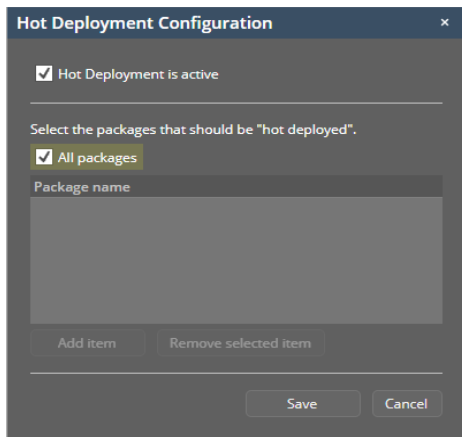 Hot Deployment Configuration ×
Hot Deployment is active
Select the packages that should be "hot deployed".
All packages
Package name
Add item Remove selected item
Save Cancel